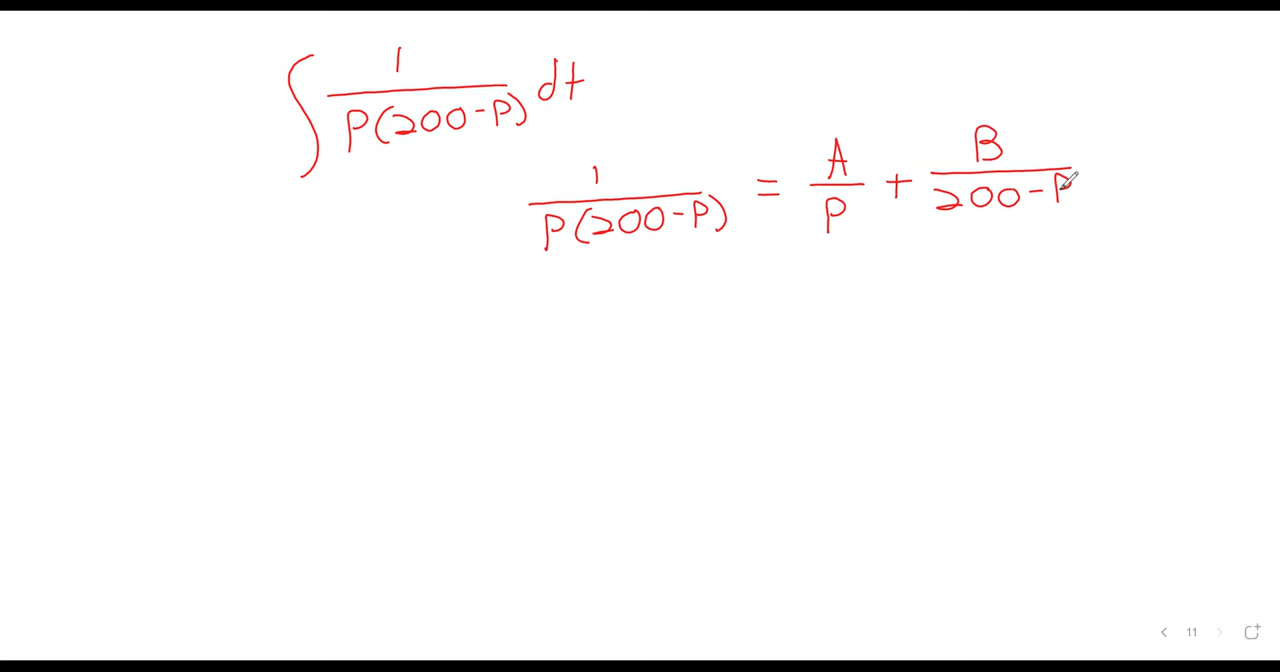 ∫ 1/(P(200-P)) dt
1/(P(200-P)) = A/P + B/(200-P)
< 11 >